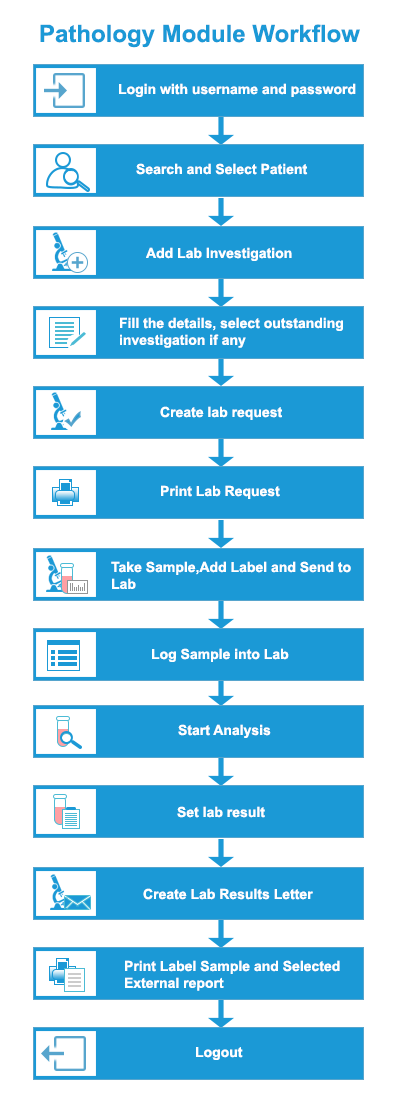 Pathology Module Workflow
Login with username and password
Search and Select Patient
Add Lab Investigation
Fill the details, select outstanding
investigation if any
Create lab request
Print Lab Request
Take Sample,Add Label and Send to
Lab
Log Sample into Lab
Start Analysis
Set lab result
Create Lab Results Letter
Print Label Sample and Selected
External report
Logout